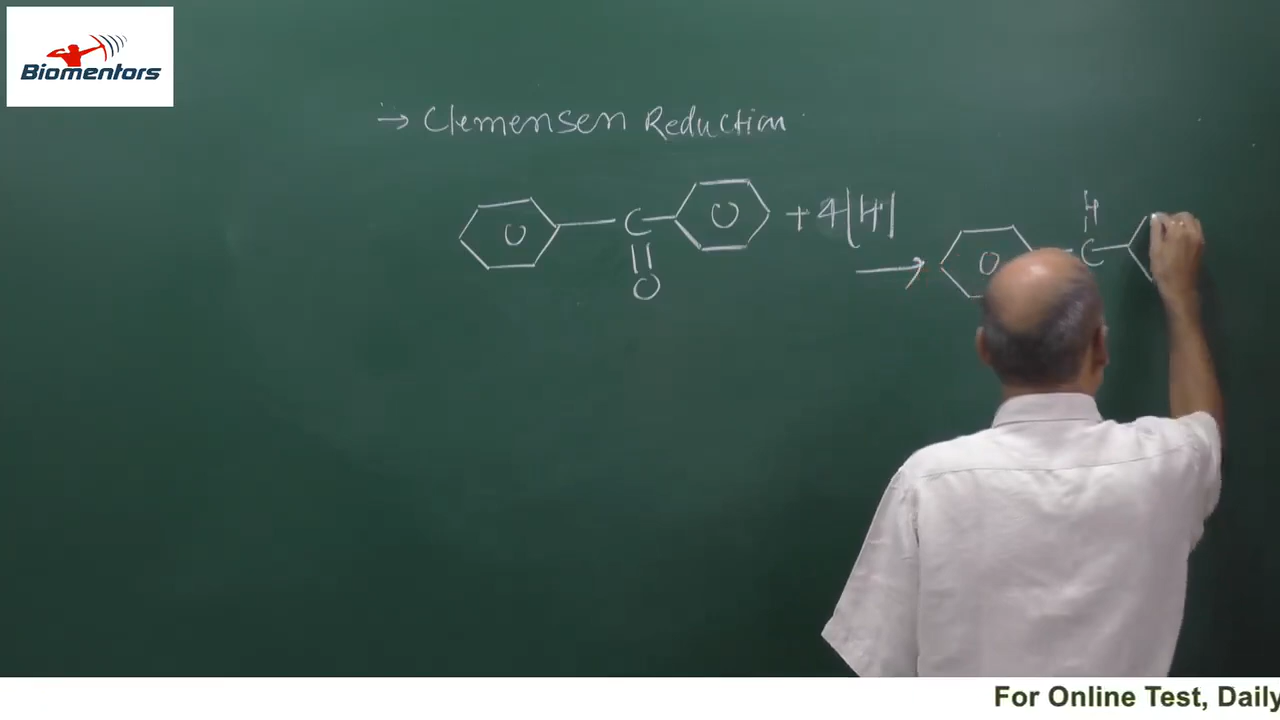 Biomentors
→ Clemensen Reduction
C + 4|H|
||
O
→
H
C
For Online Test, Daily